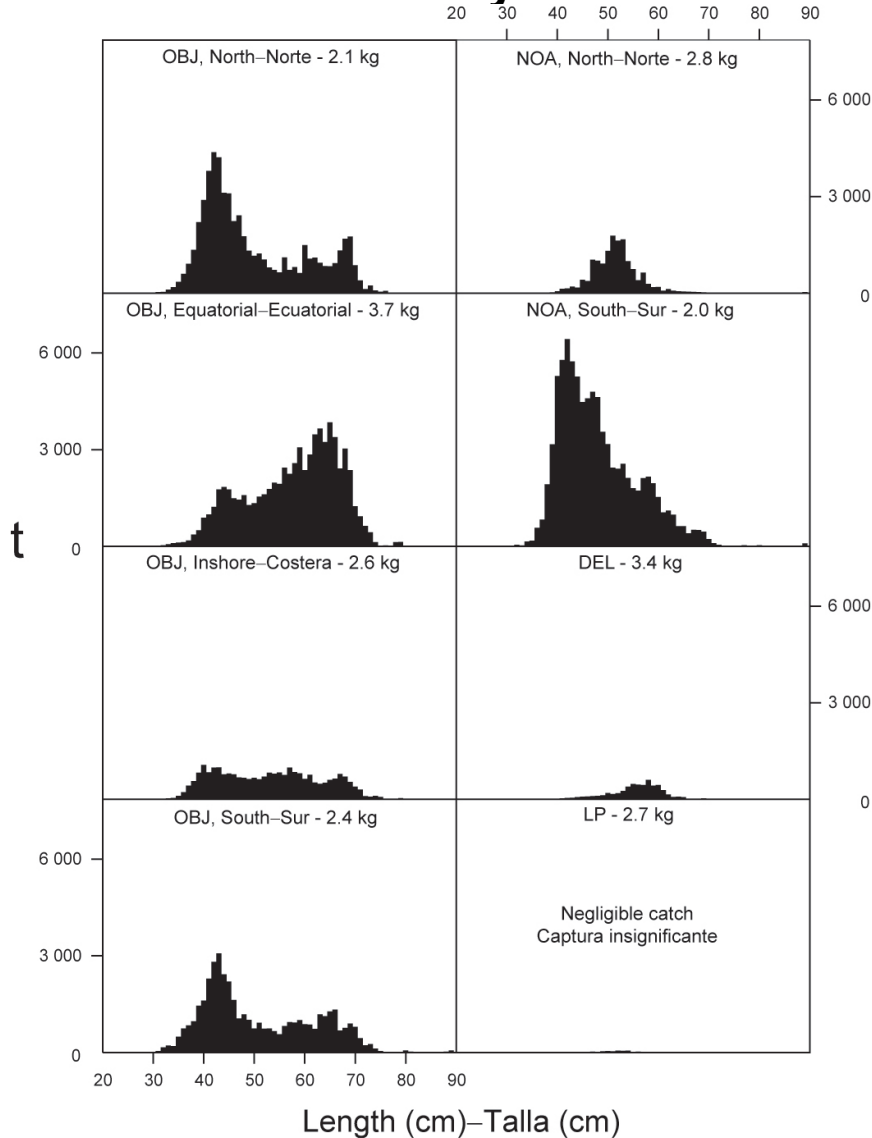 20 30 40 50 60 70 80 90
OBJ, North–Norte - 2.1 kg
NOA, North–Norte - 2.8 kg
6 000
3 000
0
OBJ, Equatorial–Ecuatorial - 3.7 kg
NOA, South–Sur - 2.0 kg
6 000
3 000
0
t
OBJ, Inshore–Costera - 2.6 kg
DEL - 3.4 kg
6 000
3 000
0
OBJ, South–Sur - 2.4 kg
LP - 2.7 kg
6 000
3 000
0
Negligible catch
Captura insignificante
20 30 40 50 60 70 80 90
Length (cm)–Talla (cm)